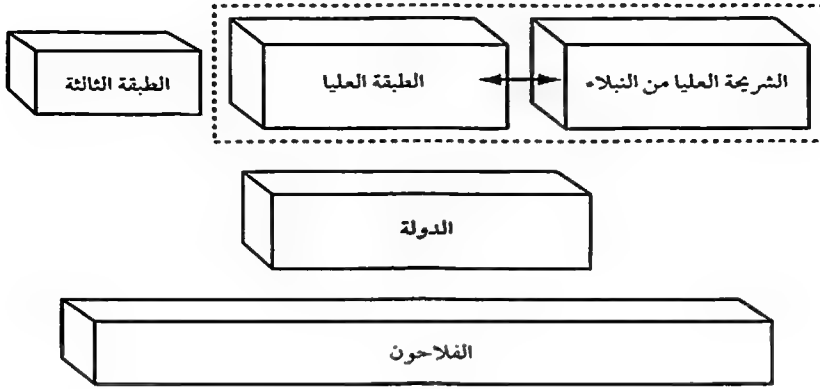 الشريحة العليا من النبلاء
الطبقة العليا
الطبقة الثالثة
الدولة
الفلاحون